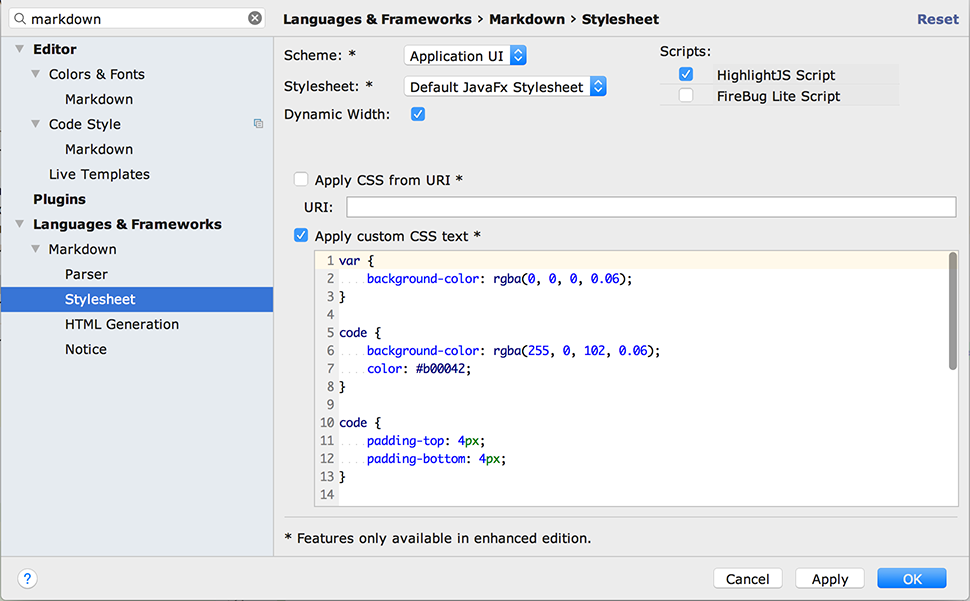 markdown
Languages & Frameworks › Markdown › Stylesheet
Reset
Editor
Colors & Fonts
Markdown
Code Style
Markdown
Live Templates
Plugins
Languages & Frameworks
Markdown
Parser
Stylesheet
HTML Generation
Notice
Scheme: *
Application UI
Stylesheet: *
Default JavaFx Stylesheet
Dynamic Width:
Scripts:
HighlightJS Script
FireBug Lite Script
Apply CSS from URI *
URI:
Apply custom CSS text *
1 var {
2 background-color: rgba(0, 0, 0, 0.06);
3 }
4
5 code {
6 background-color: rgba(255, 0, 102, 0.06);
7 color: #b00042;
8 }
9
10 code {
11 padding-top: 4px;
12 padding-bottom: 4px;
13 }
14
* Features only available in enhanced edition.
?
Cancel
Apply
OK